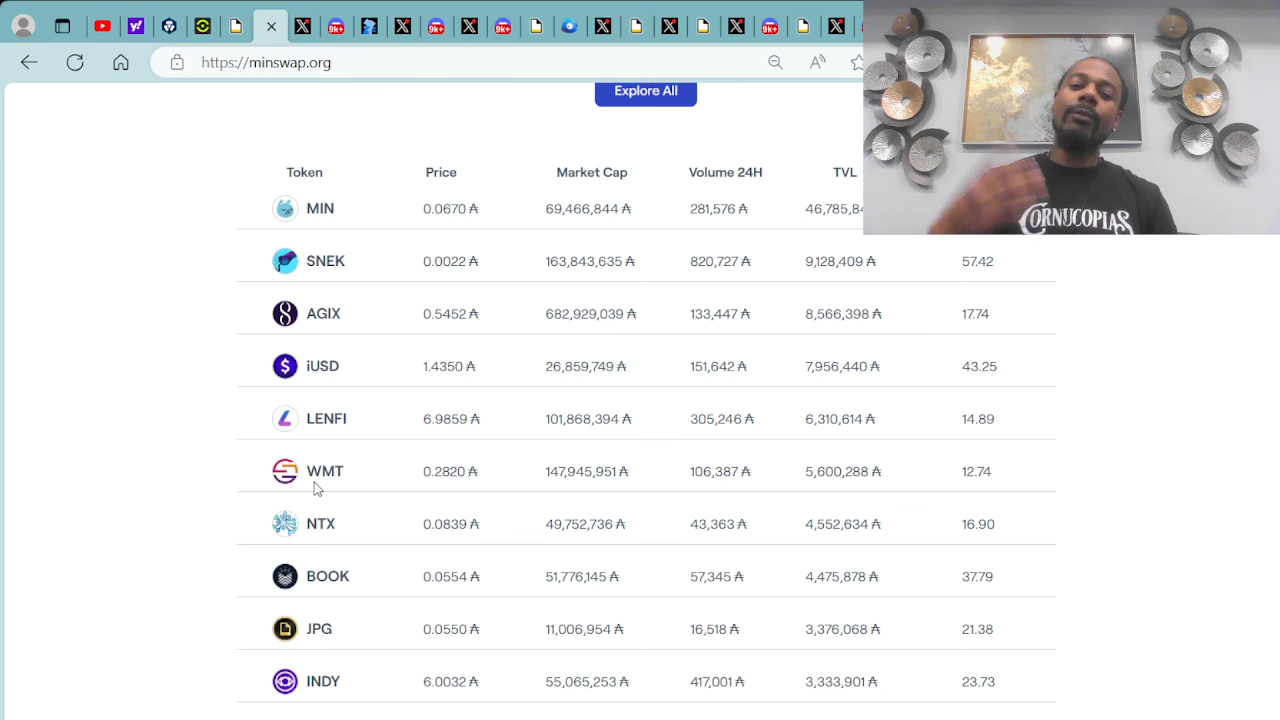 9+ 9+ 9+ 9+
https://minswap.org
Explore All
Token Price Market Cap Volume 24H TVL
MIN 0.0670 ₳ 69,466,844 ₳ 281,576 ₳
SNEK 0.0022 ₳ 163,843,635 ₳ 820,727 ₳ 9,128,409 ₳ 57.42
AGIX 0.5452 ₳ 682,929,039 ₳ 133,447 ₳ 8,566,398 ₳ 17.74
iUSD 1.4350 ₳ 26,859,749 ₳ 151,642 ₳ 7,956,440 ₳ 43.25
LENFI 6.9859 ₳ 101,868,394 ₳ 305,246 ₳ 6,310,614 ₳ 14.89
WMT 0.2820 ₳ 147,945,951 ₳ 106,387 ₳ 5,600,288 ₳ 12.74
NTX 0.0839 ₳ 49,752,736 ₳ 43,363 ₳ 4,552,634 ₳ 16.90
BOOK 0.0554 ₳ 51,776,145 ₳ 57,345 ₳ 4,475,878 ₳ 37.79
JPG 0.0550 ₳ 11,006,954 ₳ 16,518 ₳ 3,376,068 ₳ 21.38
INDY 6.0032 ₳ 55,065,253 ₳ 417,001 ₳ 3,333,901 ₳ 23.73
CORNUCOPIAS